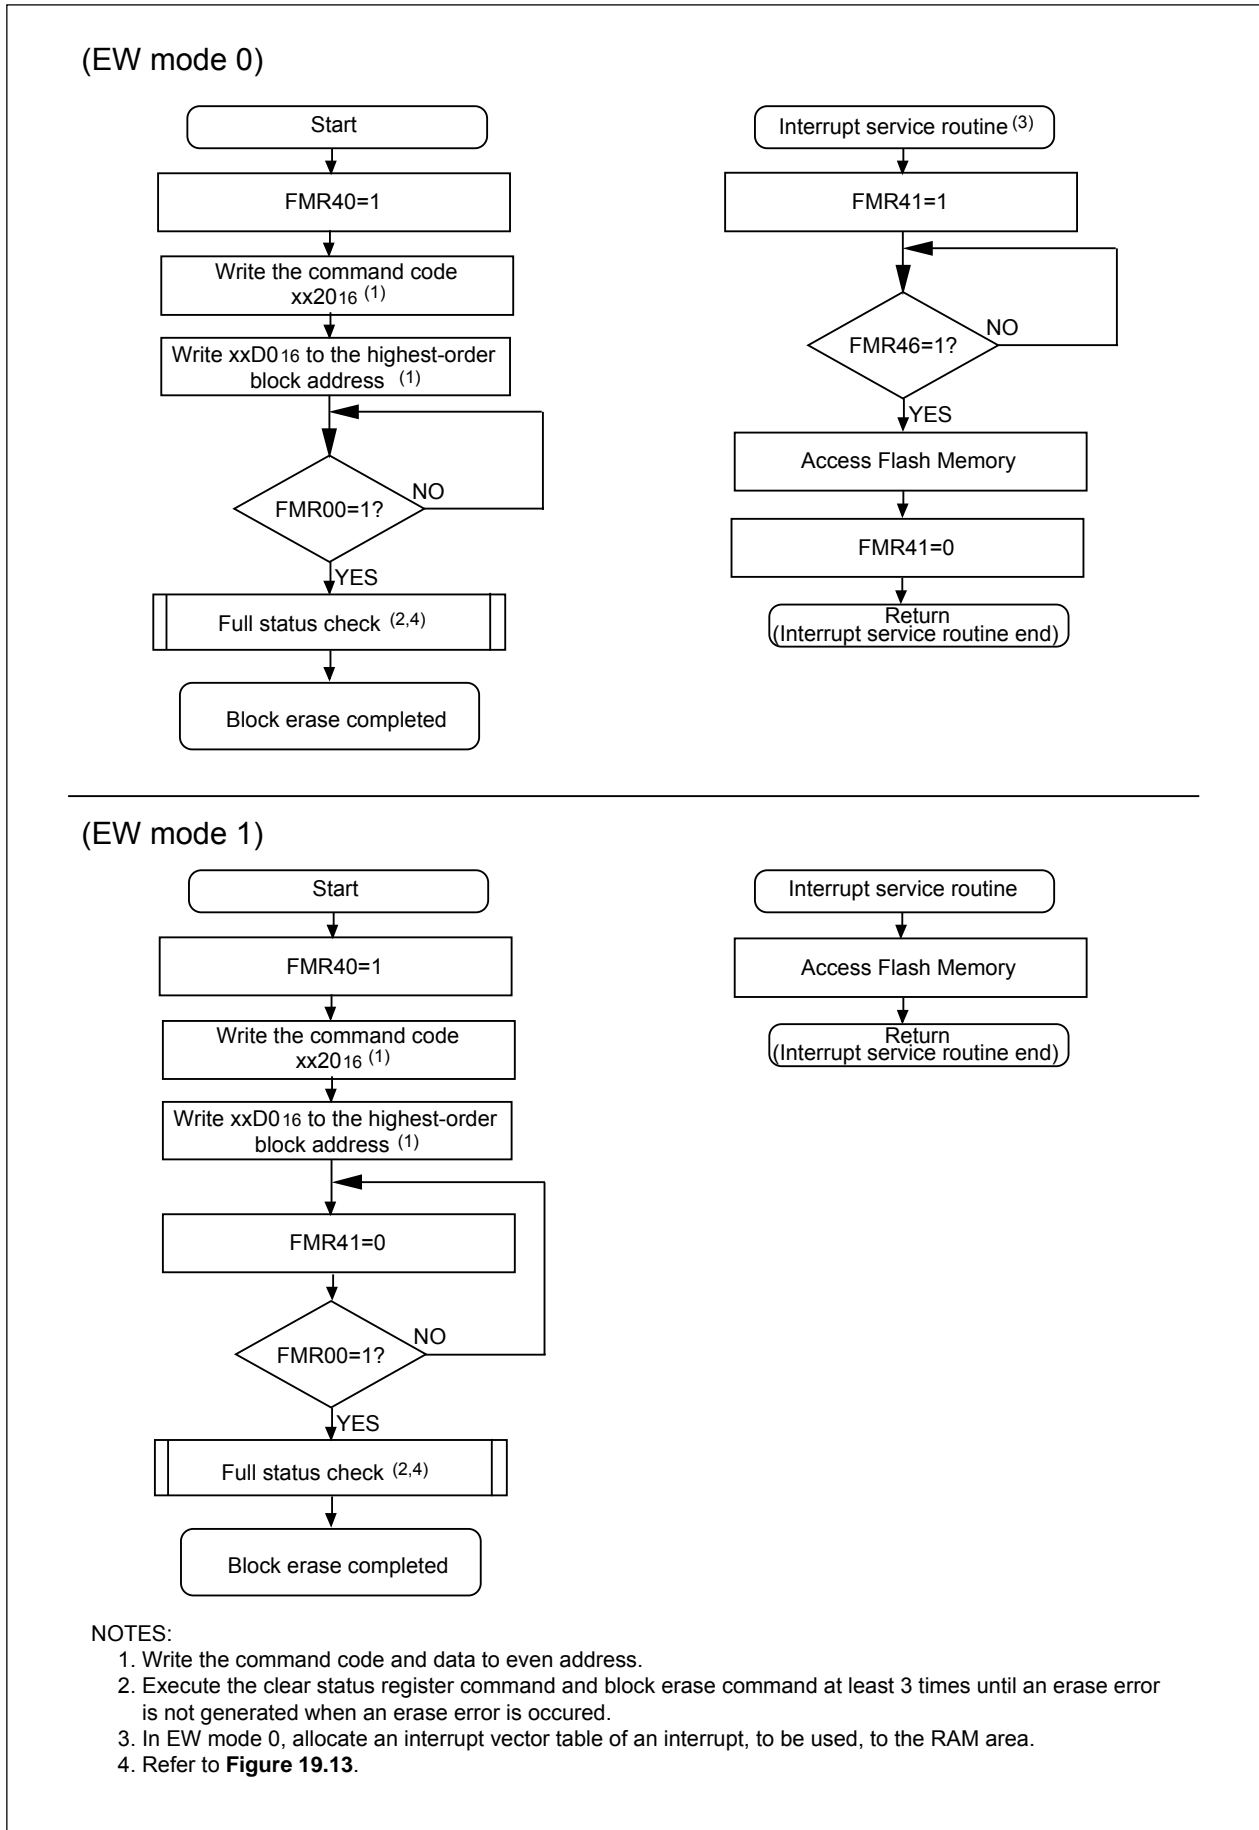 (EW mode 0)
Start
FMR40=1
Write the command code
xx2016 (1)
Write xxD016 to the highest-order
block address (1)
FMR00=1?
NO
YES
Full status check (2,4)
Block erase completed
Interrupt service routine (3)
FMR41=1
FMR46=1?
NO
YES
Access Flash Memory
FMR41=0
Return
(Interrupt service routine end)
(EW mode 1)
Start
FMR40=1
Write the command code
xx2016 (1)
Write xxD016 to the highest-order
block address (1)
FMR41=0
FMR00=1?
NO
YES
Full status check (2,4)
Block erase completed
Interrupt service routine
Access Flash Memory
Return
(Interrupt service routine end)
NOTES:
1. Write the command code and data to even address.
2. Execute the clear status register command and block erase command at least 3 times until an erase error
is not generated when an erase error is occured.
3. In EW mode 0, allocate an interrupt vector table of an interrupt, to be used, to the RAM area.
4. Refer to Figure 19.13.